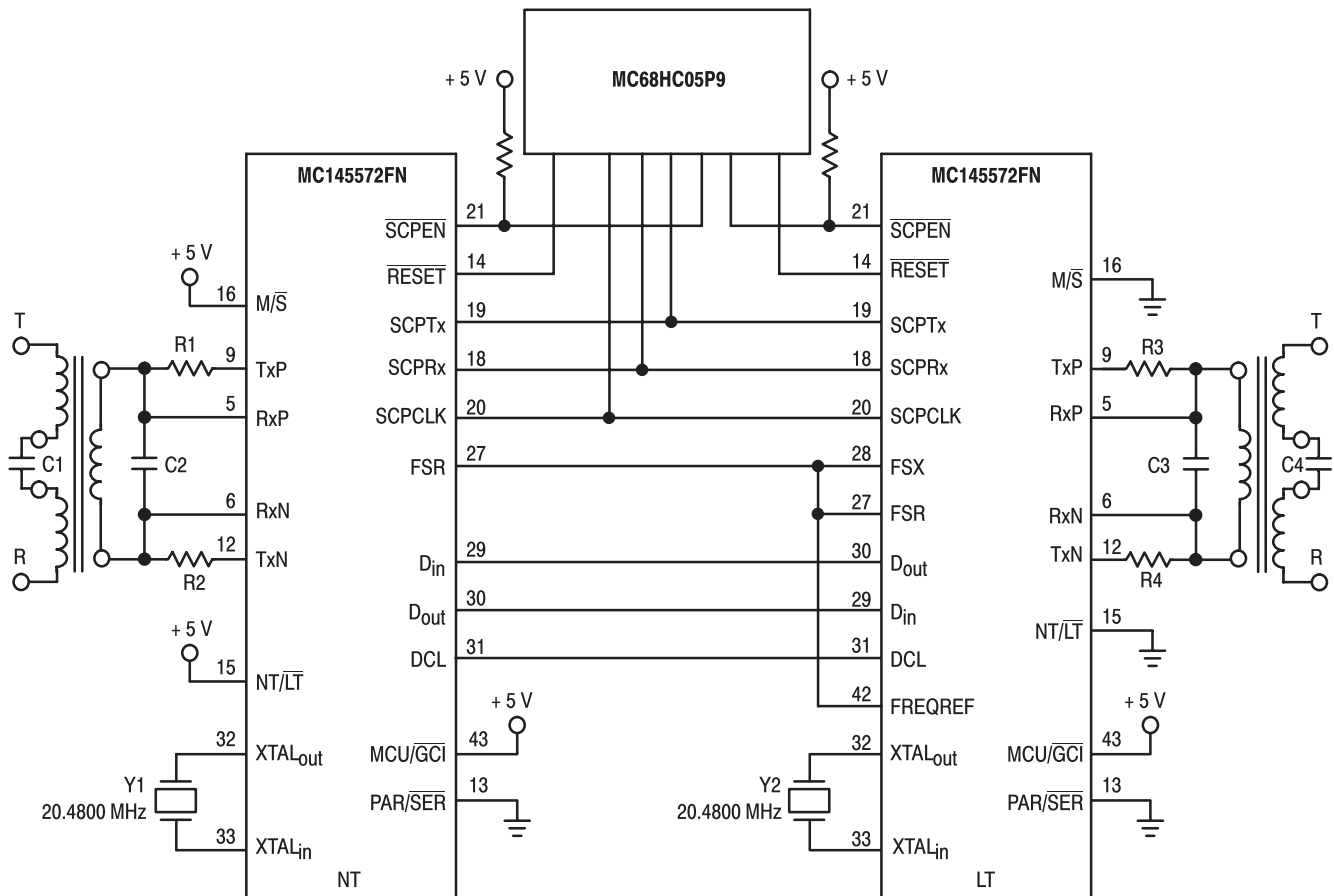 MC68HC05P9
+ 5 V
+ 5 V
MC145572FN
SCPEN 21
RESET 14
SCPTx 19
SCPRx 18
SCPCLK 20
FSR 27
Din 29
Dout 30
DCL 31
+ 5 V
MCU/GCI 43
PAR/SER 13
+ 5 V
16 M/S
T
R1
9 TxP
5 RxP
C1
C2
6 RxN
R
12 TxN
R2
+ 5 V
15 NT/LT
32 XTALout
Y1
20.4800 MHz
33 XTALin
NT
MC145572FN
21 SCPEN
14 RESET
19 SCPTx
18 SCPRx
20 SCPCLK
28 FSX
27 FSR
30 Dout
29 Din
31 DCL
42 FREQREF
32 XTALout
Y2
20.4800 MHz
33 XTALin
M/S 16
T
R3
TxP 9
RxP 5
C3
C4
RxN 6
TxN 12
R4
R
NT/LT 15
+ 5 V
MCU/GCI 43
PAR/SER 13
LT